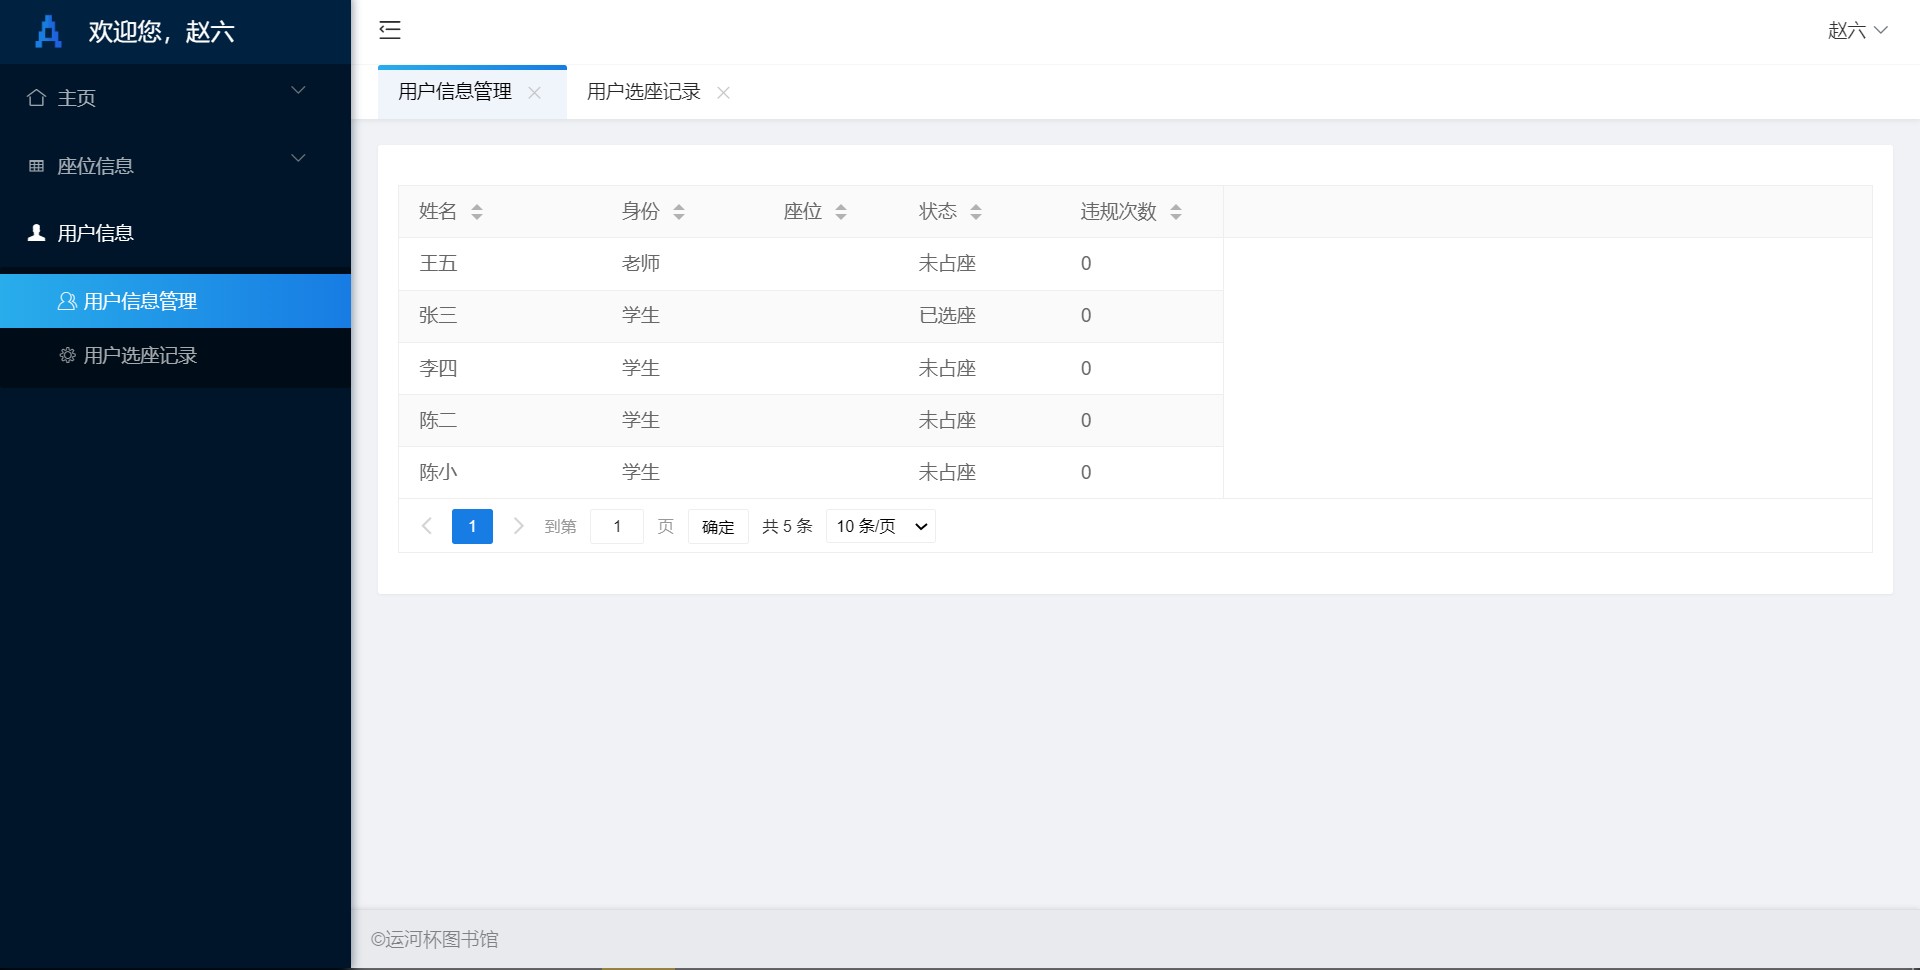 欢迎您，赵六
主页
座位信息
用户信息
用户信息管理
用户选座记录
赵六
用户信息管理 用户选座记录
姓名 身份 座位 状态 违规次数
王五 老师 未占座 0
张三 学生 已选座 0
李四 学生 未占座 0
陈二 学生 未占座 0
陈小 学生 未占座 0
1 到第 1 页 确定 共 5 条 10 条/页
©运河杯图书馆